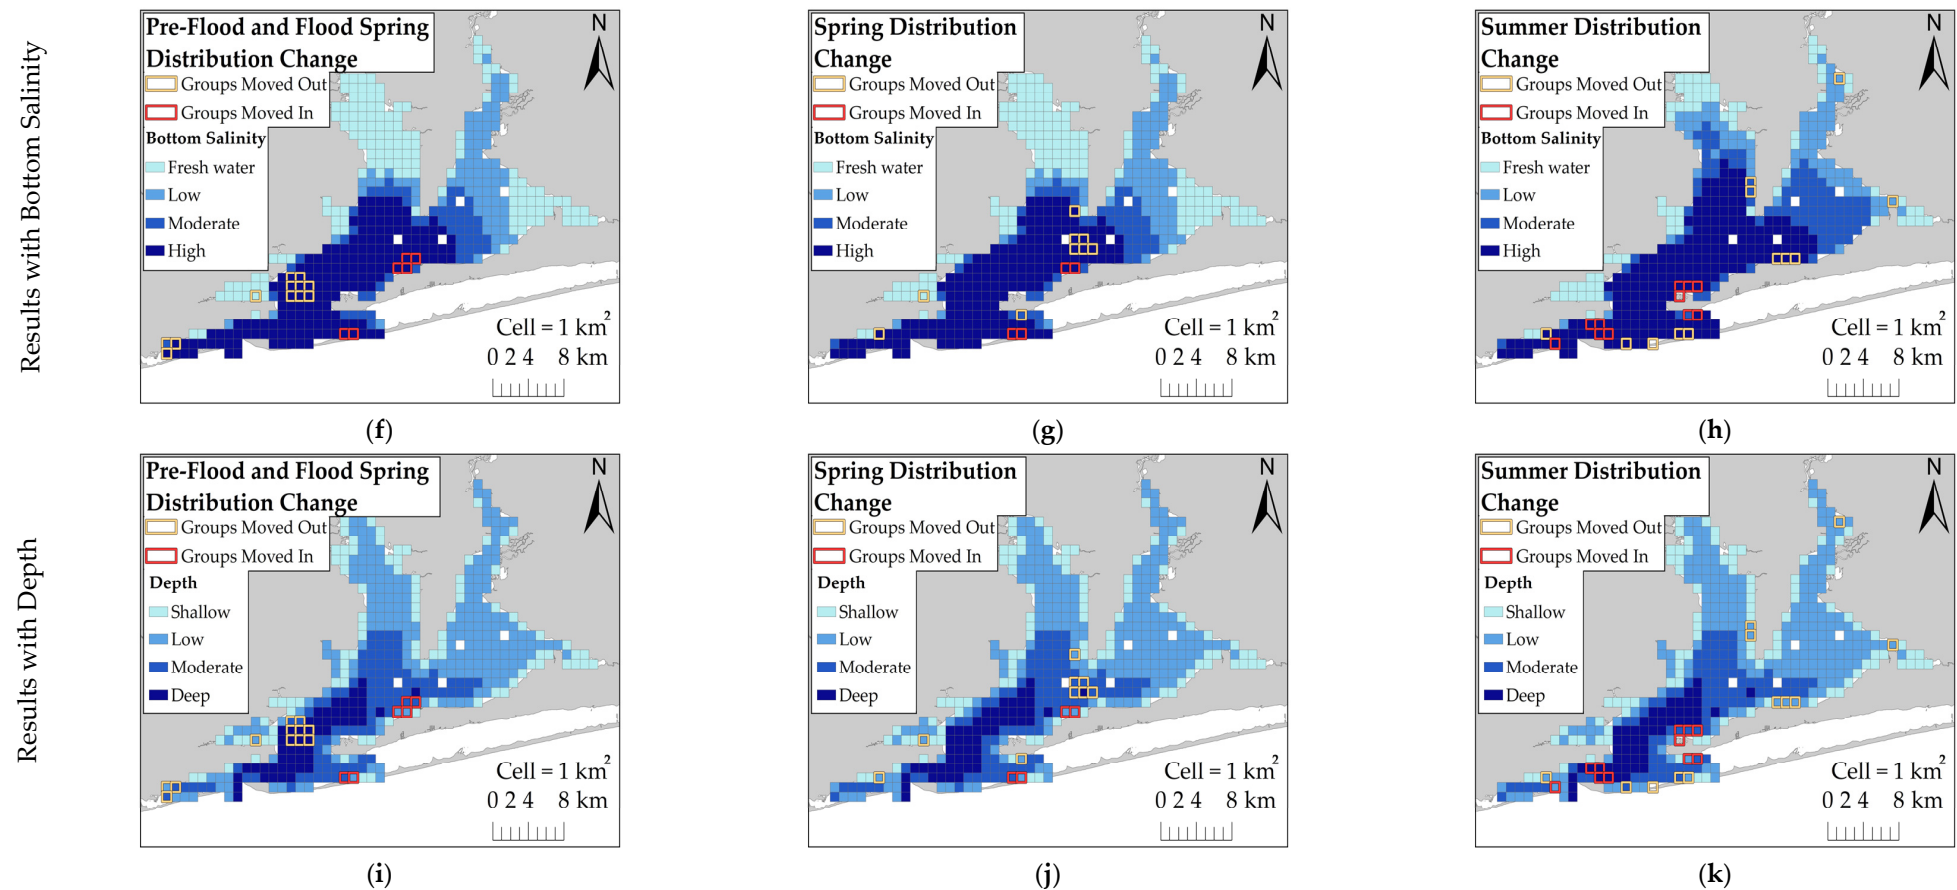 Results with Bottom Salinity
Pre-Flood and Flood Spring
Distribution Change
Groups Moved Out
Groups Moved In
Bottom Salinity
Fresh water
Low
Moderate
High
N
Cell = 1 km²
0 2 4 8 km
(f)
Spring Distribution
Change
Groups Moved Out
Groups Moved In
Bottom Salinity
Fresh water
Low
Moderate
High
N
Cell = 1 km²
0 2 4 8 km
(g)
Summer Distribution
Change
Groups Moved Out
Groups Moved In
Bottom Salinity
Fresh water
Low
Moderate
High
N
Cell = 1 km²
0 2 4 8 km
(h)
Results with Depth
Pre-Flood and Flood Spring
Distribution Change
Groups Moved Out
Groups Moved In
Depth
Shallow
Low
Moderate
Deep
N
Cell = 1 km²
0 2 4 8 km
(i)
Spring Distribution
Change
Groups Moved Out
Groups Moved In
Depth
Shallow
Low
Moderate
Deep
N
Cell = 1 km²
0 2 4 8 km
(j)
Summer Distribution
Change
Groups Moved Out
Groups Moved In
Depth
Shallow
Low
Moderate
Deep
N
Cell = 1 km²
0 2 4 8 km
(k)